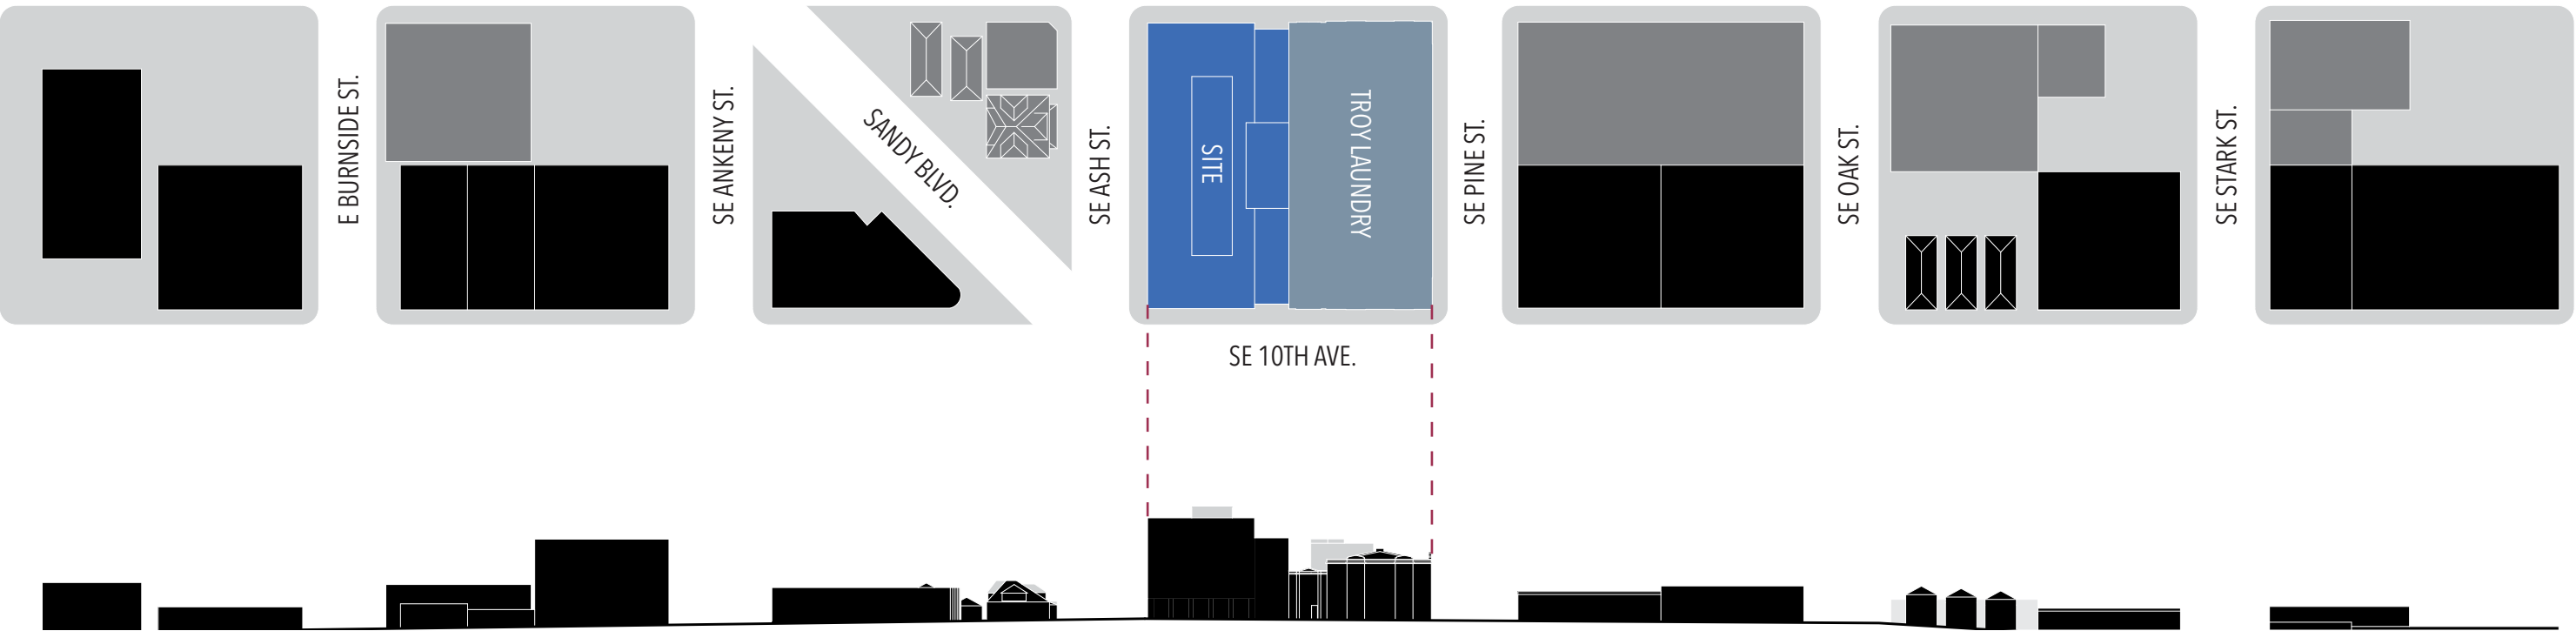 E BURNSIDE ST.
SE ANKENY ST.
SANDY BLVD.
SE ASH ST.
SITE
TROY LAUNDRY
SE PINE ST.
SE OAK ST.
SE STARK ST.
SE 10TH AVE.